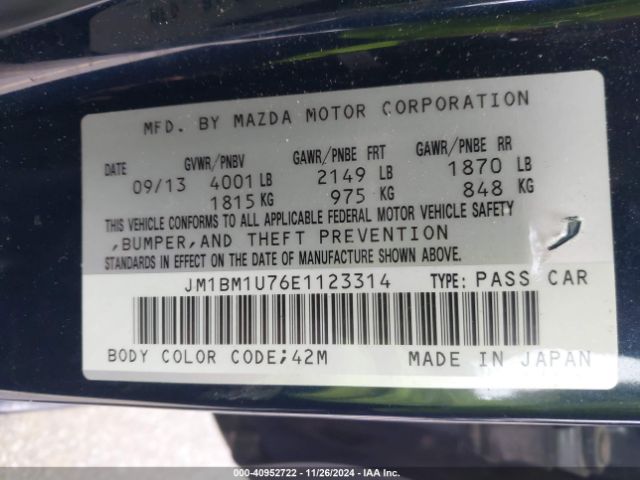 MFD. BY MAZDA MOTOR CORPORATION
DATE GVWR/PNBV GAWR/PNBE FRT GAWR/PNBE RR
09/13 4001 LB 2149 LB 1870 LB
1815 KG 975 KG 848 KG
THIS VEHICLE CONFORMS TO ALL APPLICABLE FEDERAL MOTOR VEHICLE SAFETY
,BUMPER,AND THEFT PREVENTION
STANDARDS IN EFFECT ON THE DATE OF MANUFACTURE SHOWN ABOVE.
JM1BM1U76E1123314 TYPE: PASS CAR
BODY COLOR CODE;42M MADE IN JAPAN
000-40952722 - 11/26/2024 - IAA Inc.